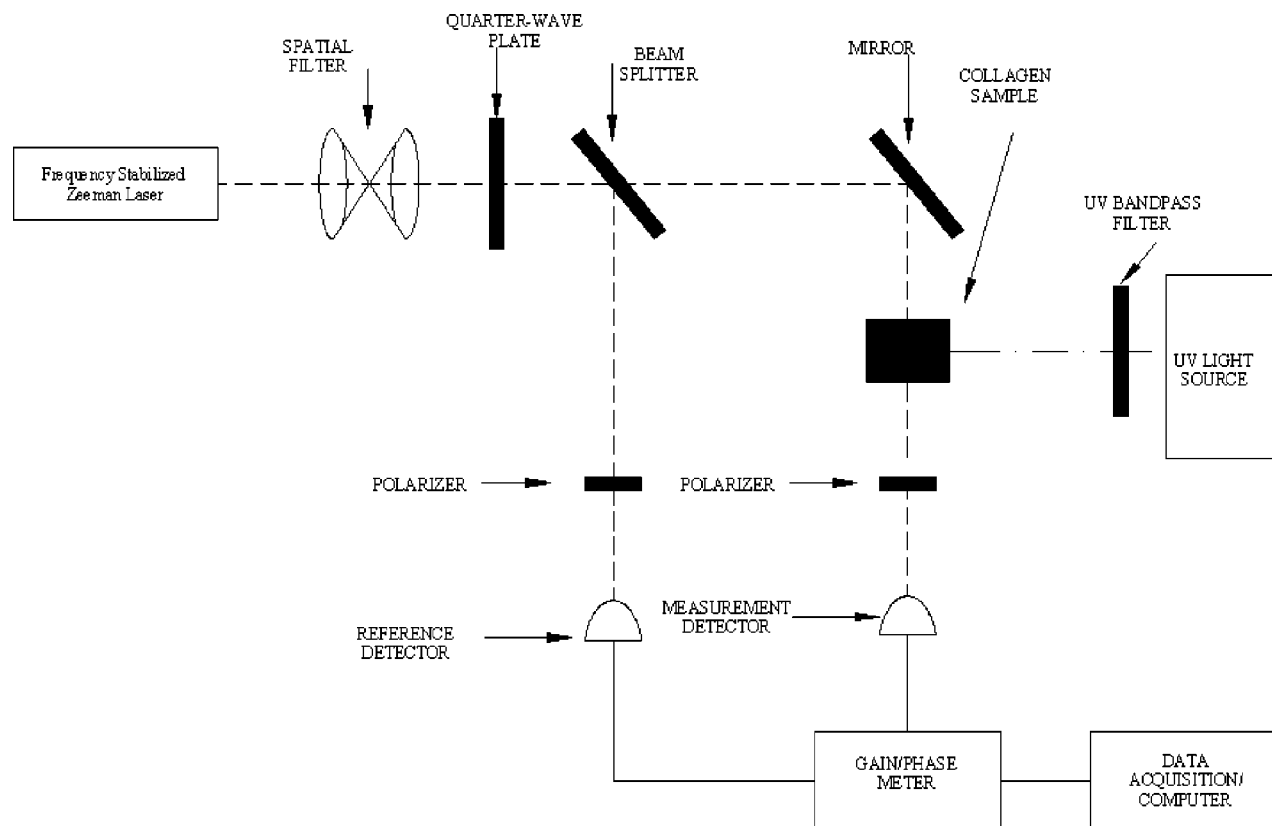 QUARTER-WAVE
PLATE
SPATIAL
FILTER
BEAM
SPLITTER
MIRROR
COLLAGEN
SAMPLE
Frequency Stabilized
Zeeman Laser
UV BANDPASS
FILTER
UV LIGHT
SOURCE
POLARIZER
POLARIZER
MEASUREMENT
DETECTOR
REFERENCE
DETECTOR
GAIN/PHASE
METER
DATA
ACQUISITION/
COMPUTER